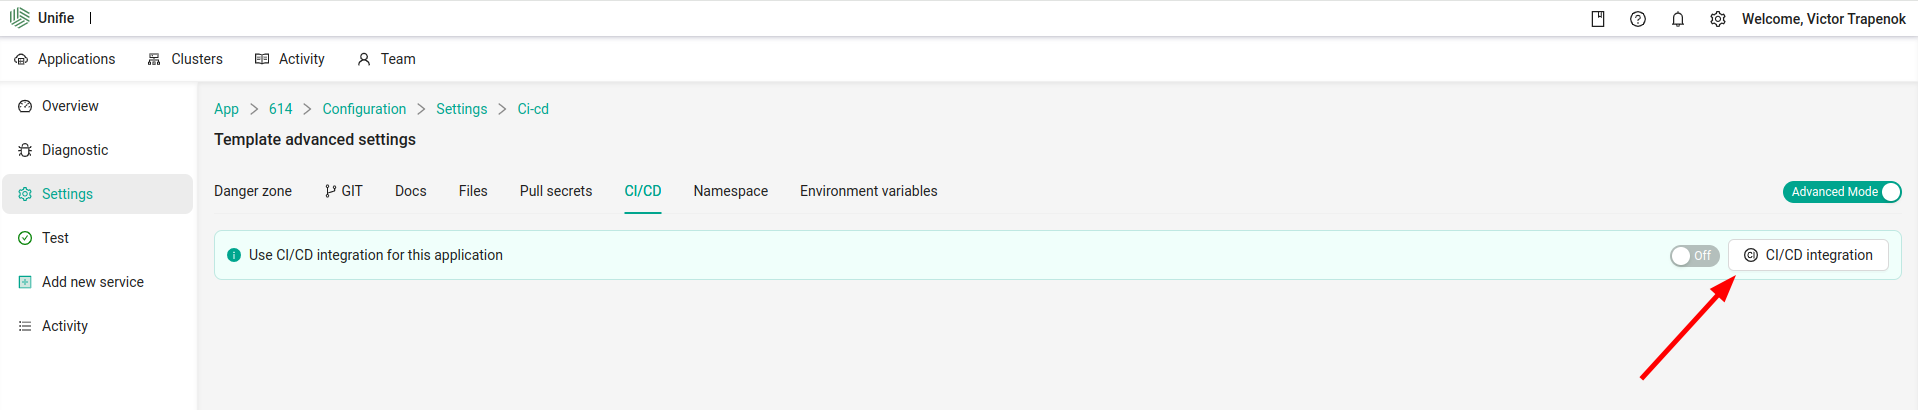 Unifie
Welcome, Victor Trapenok
Applications Clusters Activity Team
Overview
Diagnostic
Settings
Test
Add new service
Activity
App > 614 > Configuration > Settings > Ci-cd
Template advanced settings
Danger zone GIT Docs Files Pull secrets CI/CD Namespace Environment variables
Advanced Mode
Use CI/CD integration for this application
Off
CI/CD integration